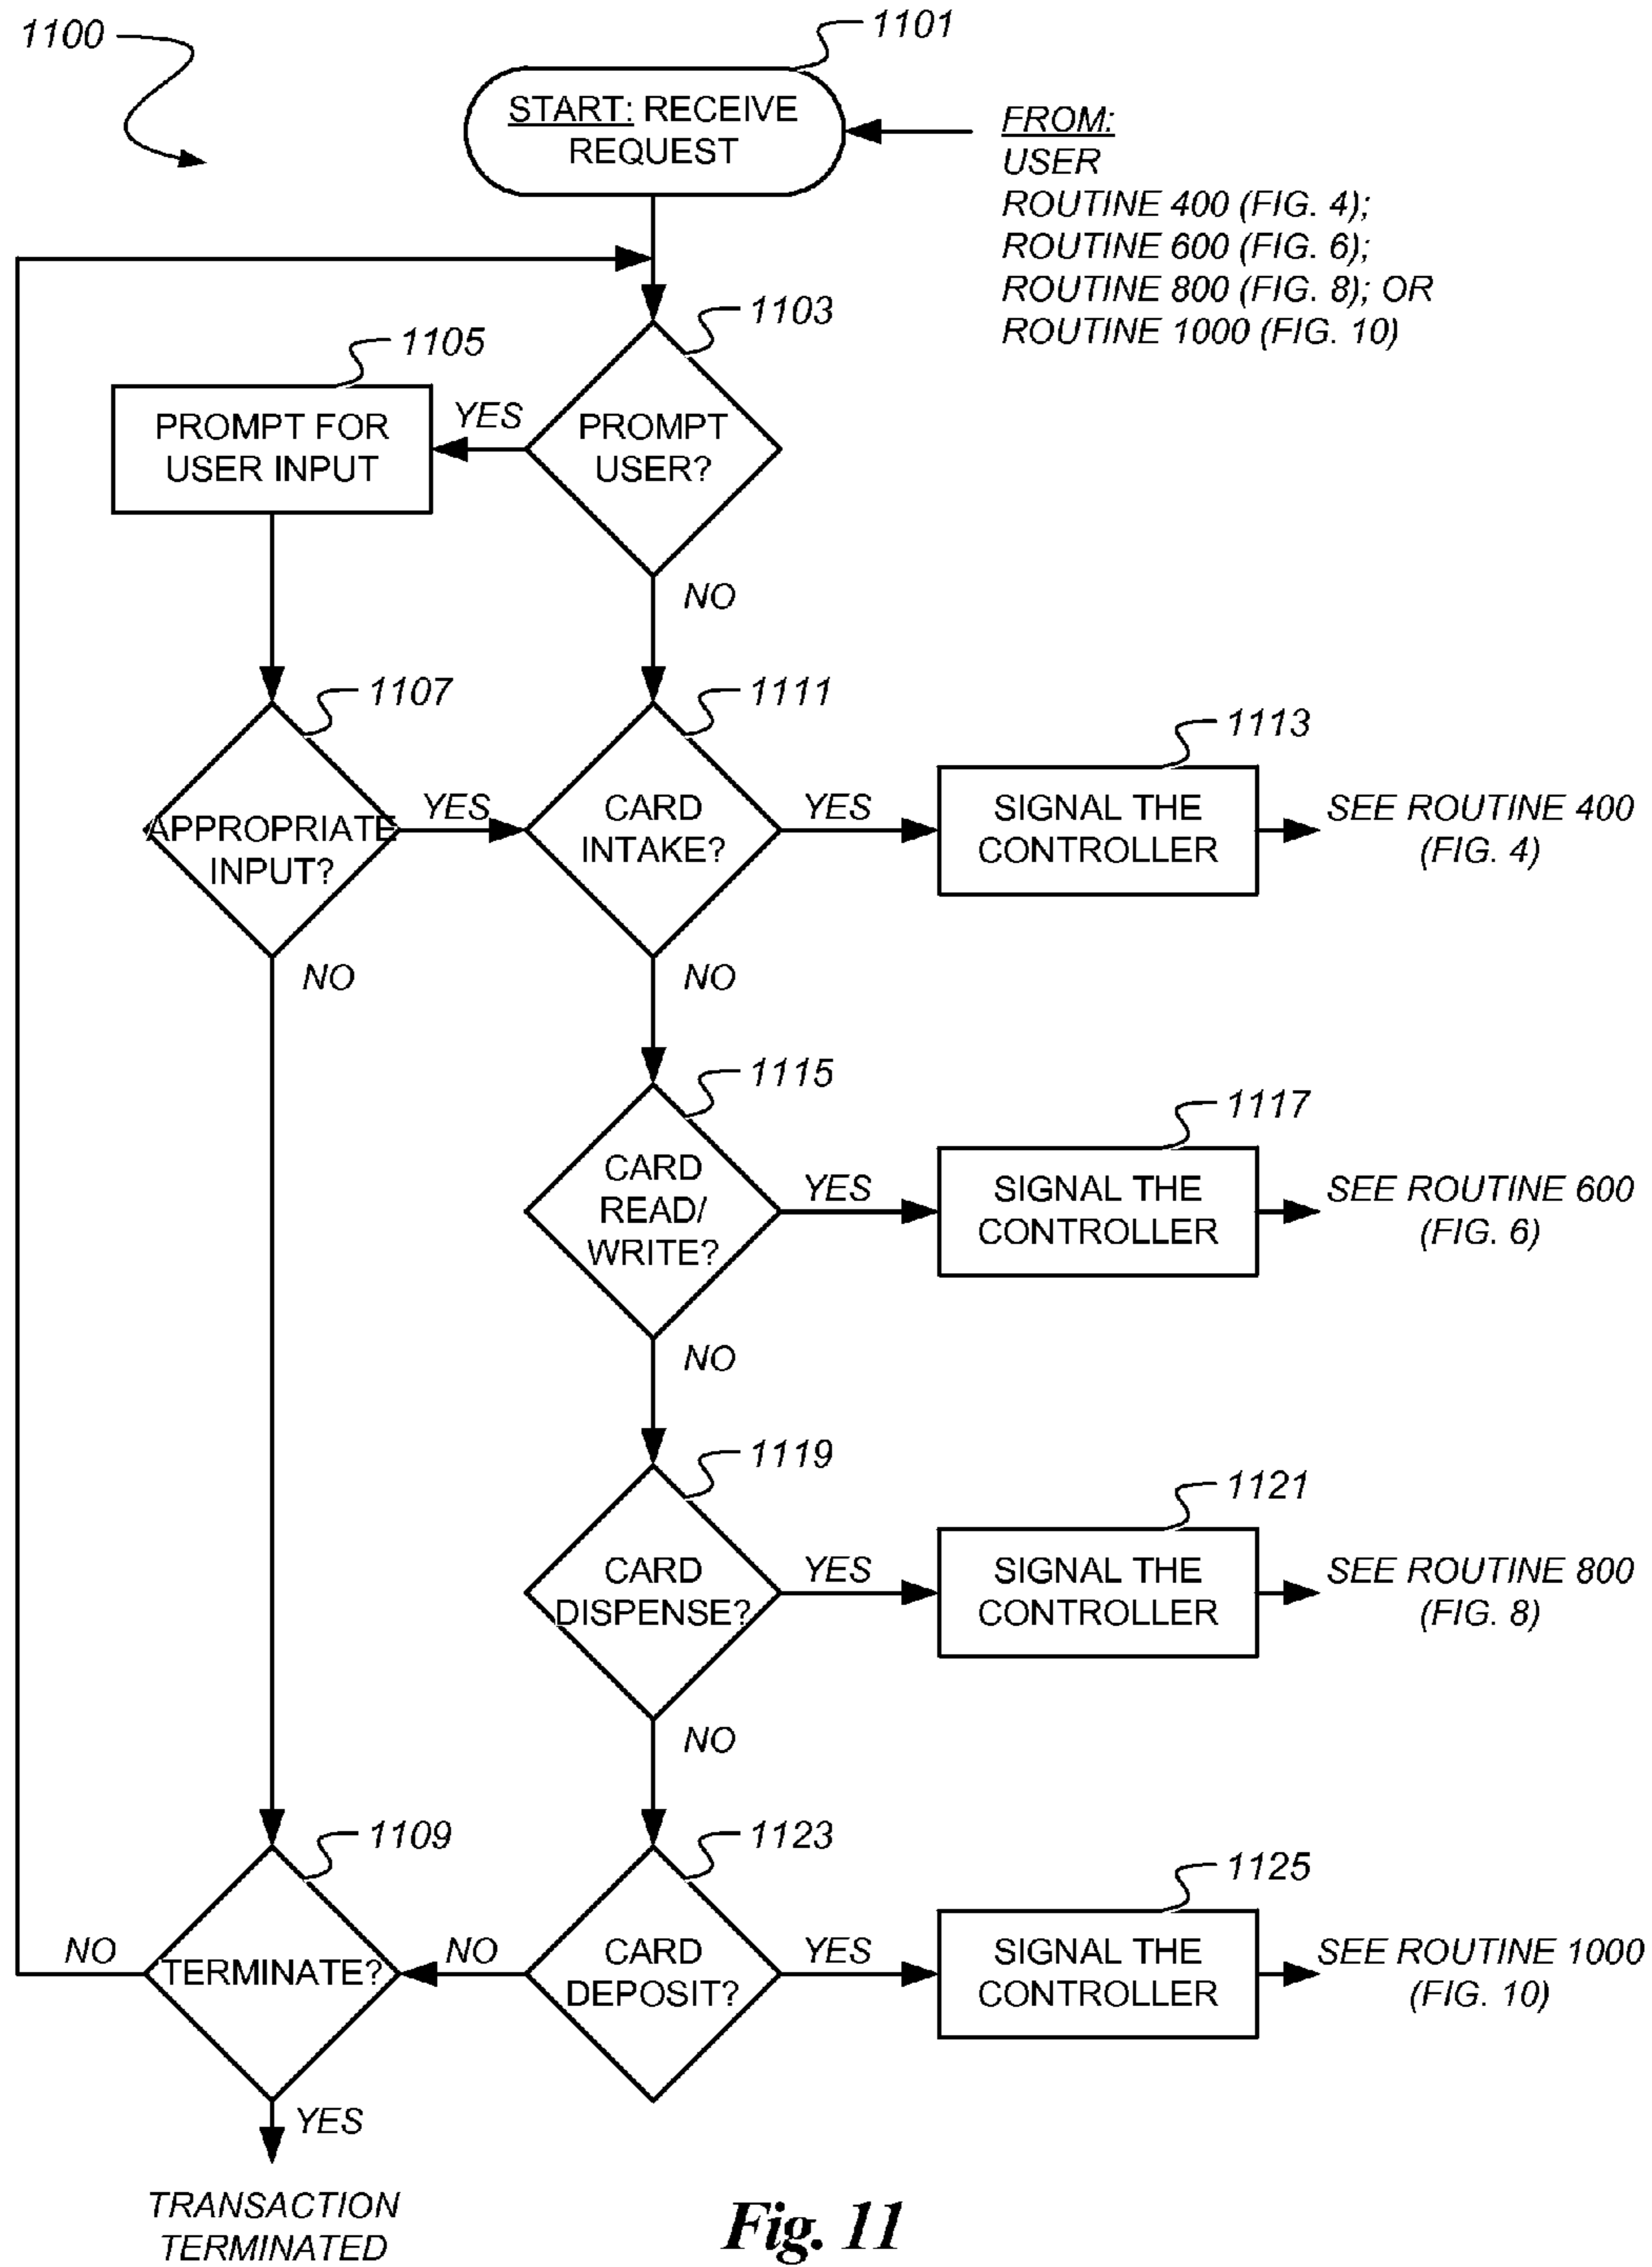 1100
1101
START: RECEIVE
REQUEST
FROM:
USER
ROUTINE 400 (FIG. 4);
ROUTINE 600 (FIG. 6);
ROUTINE 800 (FIG. 8); OR
ROUTINE 1000 (FIG. 10)
1103
PROMPT
USER?
YES
NO
1105
PROMPT FOR
USER INPUT
1107
APPROPRIATE
INPUT?
YES
NO
1111
CARD
INTAKE?
YES
NO
1113
SIGNAL THE
CONTROLLER
SEE ROUTINE 400
(FIG. 4)
1115
CARD
READ/
WRITE?
YES
NO
1117
SIGNAL THE
CONTROLLER
SEE ROUTINE 600
(FIG. 6)
1119
CARD
DISPENSE?
YES
NO
1121
SIGNAL THE
CONTROLLER
SEE ROUTINE 800
(FIG. 8)
1123
CARD
DEPOSIT?
YES
NO
1125
SIGNAL THE
CONTROLLER
SEE ROUTINE 1000
(FIG. 10)
1109
TERMINATE?
NO
YES
TRANSACTION
TERMINATED
Fig. 11